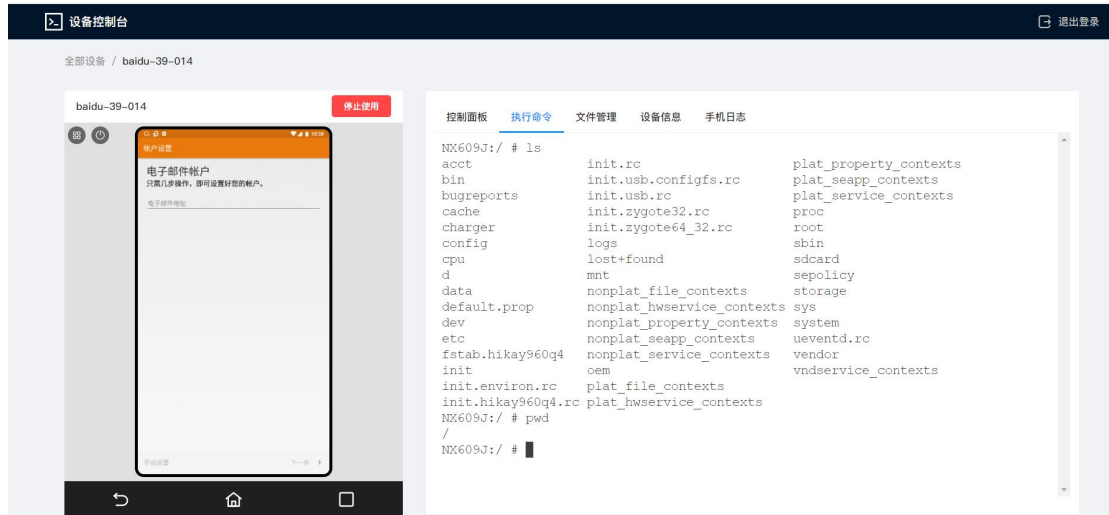 设备控制台
退出登录
全部设备 / baidu-39-014
baidu-39-014
停止使用
10:58
帐户设置
电子邮件帐户
只需几步操作，即可设置好您的帐户。
电子邮件地址
手动设置
下一步
控制面板 执行命令 文件管理 设备信息 手机日志
NX609J:/ # ls
acct init.rc plat_property_contexts
bin init.usb.configfs.rc plat_seapp_contexts
bugreports init.usb.rc plat_service_contexts
cache init.zygote32.rc proc
charger init.zygote64_32.rc root
config logs sbin
cpu lost+found sdcard
d mnt sepolicy
data nonplat_file_contexts storage
default.prop nonplat_hwservice_contexts sys
dev nonplat_property_contexts system
etc nonplat_seapp_contexts ueventd.rc
fstab.hikay960q4 nonplat_service_contexts vendor
init oem vndservice_contexts
init.environ.rc plat_file_contexts
init.hikay960q4.rc plat_hwservice_contexts
NX609J:/ # pwd
/
NX609J:/ #